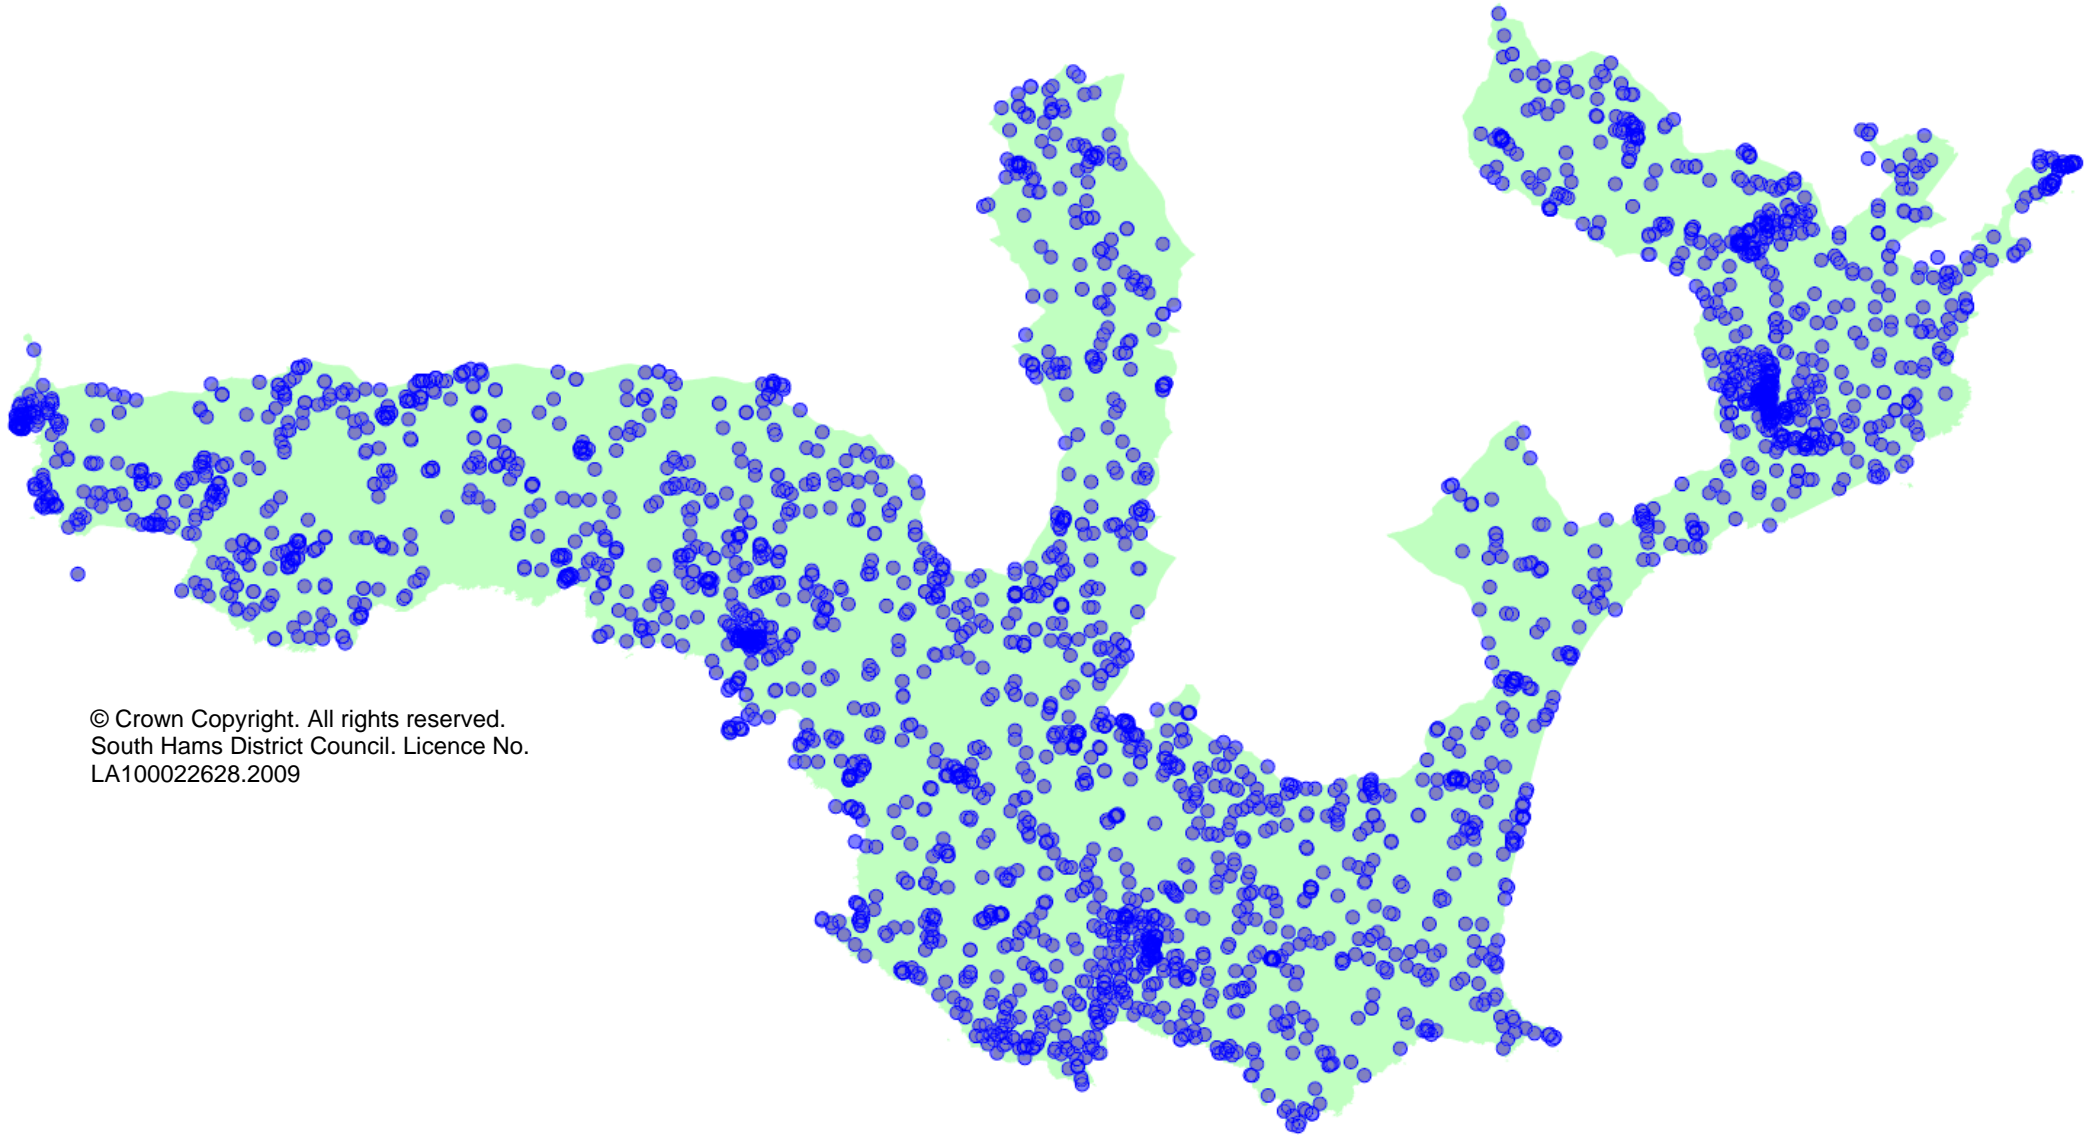 © Crown Copyright. All rights reserved.
South Hams District Council. Licence No.
LA100022628.2009